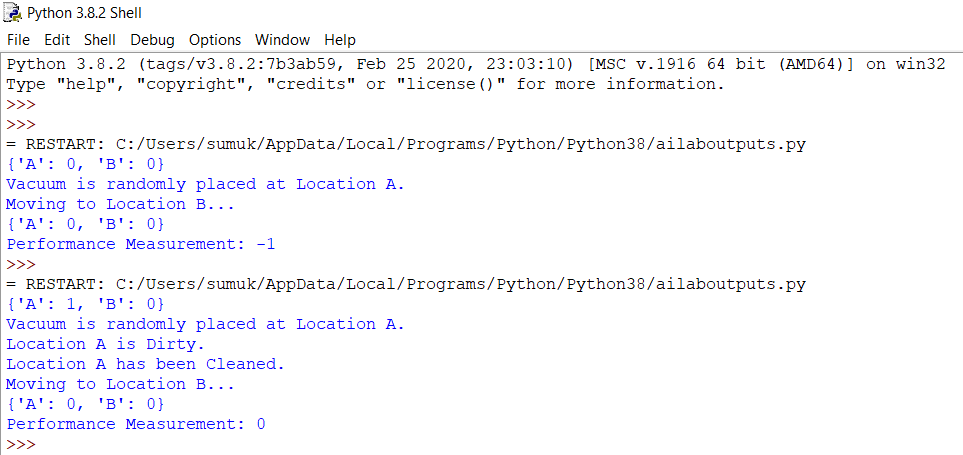 Python 3.8.2 Shell
File Edit Shell Debug Options Window Help
Python 3.8.2 (tags/v3.8.2:7b3ab59, Feb 25 2020, 23:03:10) [MSC v.1916 64 bit (AMD64)] on win32
Type "help", "copyright", "credits" or "license()" for more information.
>>>
>>>
= RESTART: C:/Users/sumuk/AppData/Local/Programs/Python/Python38/ailaboutputs.py
{'A': 0, 'B': 0}
Vacuum is randomly placed at Location A.
Moving to Location B...
{'A': 0, 'B': 0}
Performance Measurement: -1
>>>
= RESTART: C:/Users/sumuk/AppData/Local/Programs/Python/Python38/ailaboutputs.py
{'A': 1, 'B': 0}
Vacuum is randomly placed at Location A.
Location A is Dirty.
Location A has been Cleaned.
Moving to Location B...
{'A': 0, 'B': 0}
Performance Measurement: 0
>>>